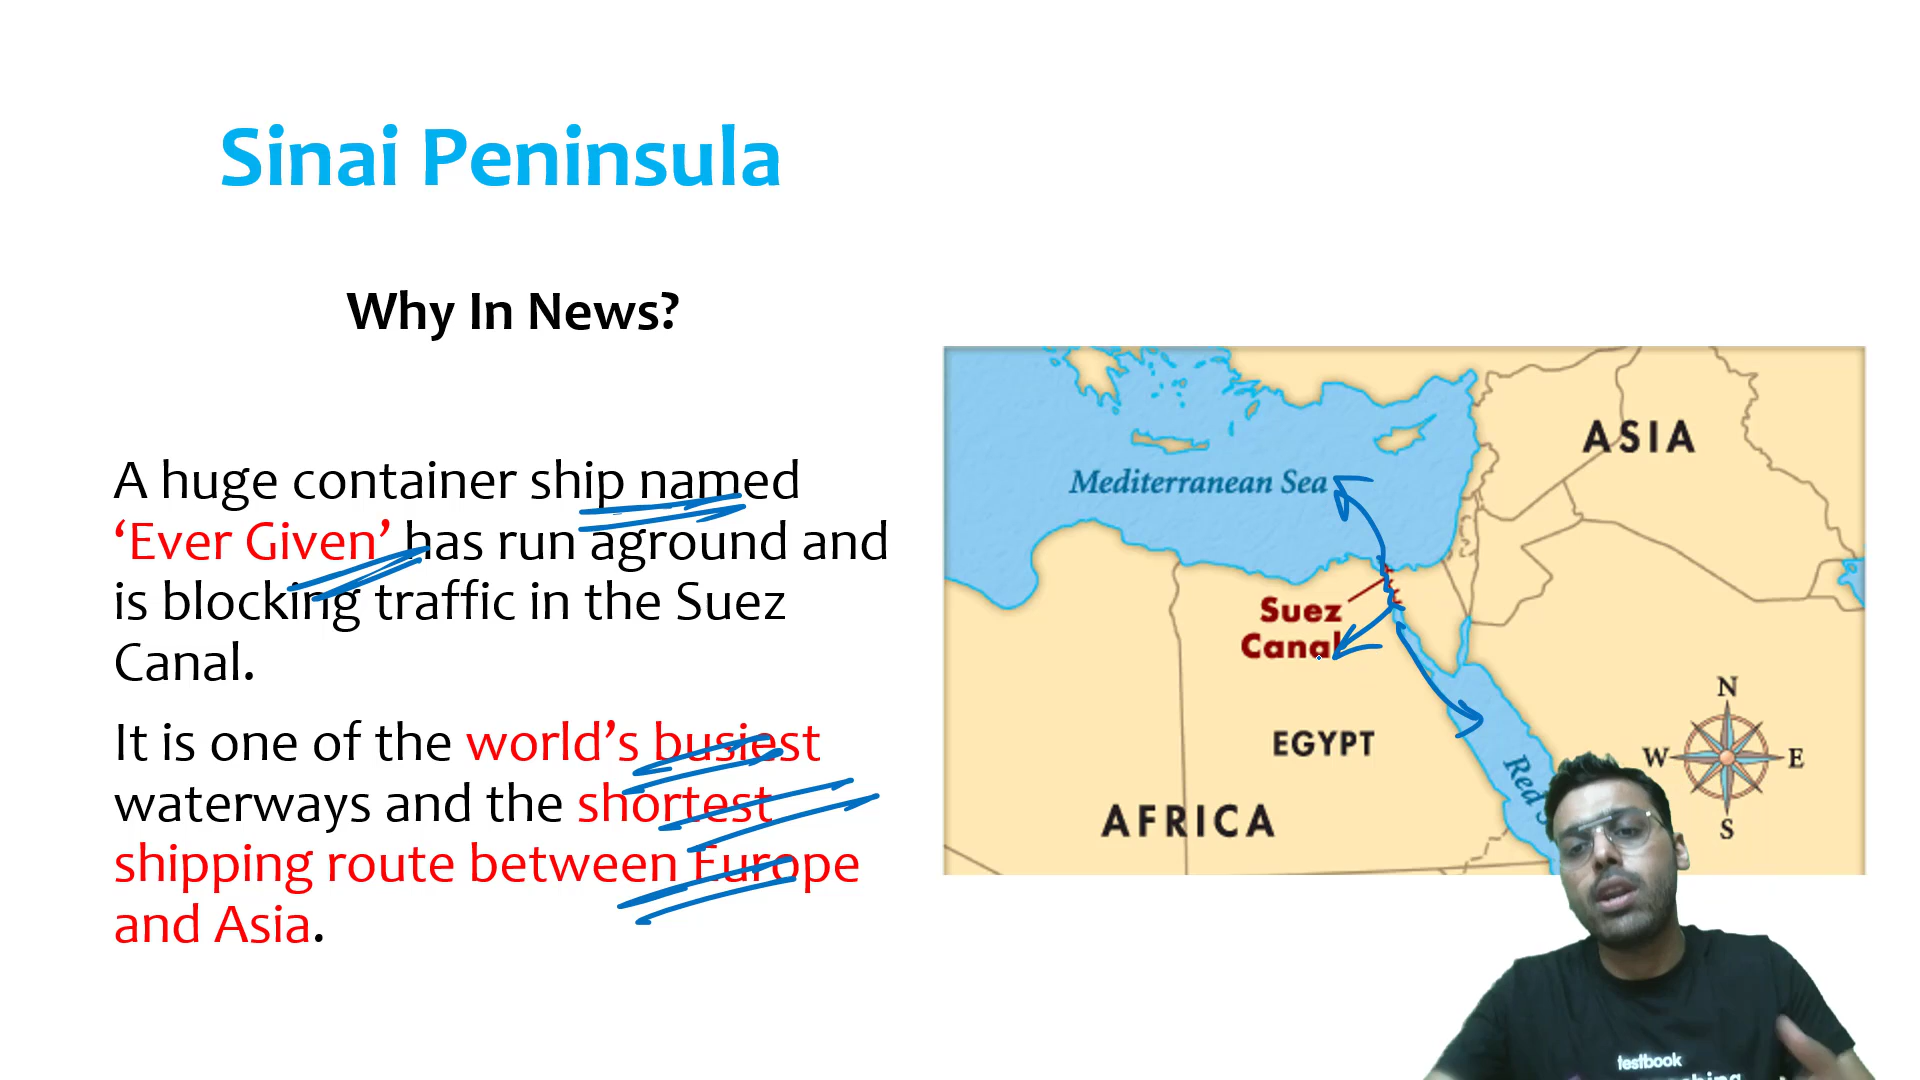 Sinai Peninsula
Why In News?
A huge container ship named
‘Ever Given’ has run aground and
is blocking traffic in the Suez
Canal.
It is one of the world’s busiest
waterways and the shortest
shipping route between Europe
and Asia.
ASIA
Mediterranean Sea
Suez
Canal
EGYPT
AFRICA
Red
N
W
E
S
testbook